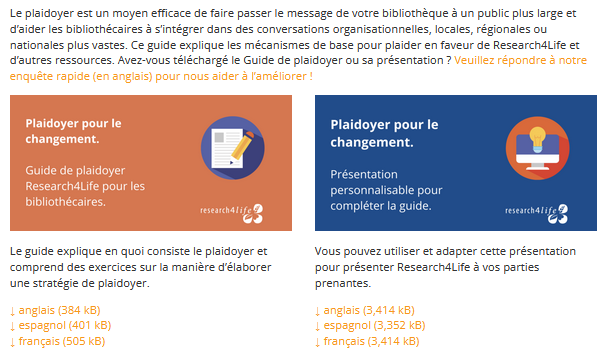 Le plaidoyer est un moyen efficace de faire passer le message de votre bibliothèque à un public plus large et
d'aider les bibliothécaires à s'intégrer dans des conversations organisationnelles, locales, régionales ou
nationales plus vastes. Ce guide explique les mécanismes de base pour plaider en faveur de Research4Life et
d'autres ressources. Avez-vous téléchargé le Guide de plaidoyer ou sa présentation ? Veuillez répondre à notre
enquête rapide (en anglais) pour nous aider à l'améliorer !
Plaidoyer pour le
changement.
Guide de plaidoyer
Research4Life pour les
bibliothécaires.
research4life
Le guide explique en quoi consiste le plaidoyer et
comprend des exercices sur la manière d'élaborer
une stratégie de plaidoyer.
↓ anglais (384 kB)
↓ espagnol (401 kB)
↓ français (505 kB)
Plaidoyer pour le
changement.
Présentation
personnalisable pour
compléter la guide.
research4life
Vous pouvez utiliser et adapter cette présentation
pour présenter Research4Life à vos parties
prenantes.
↓ anglais (3,414 kB)
↓ espagnol (3,352 kB)
↓ français (3,414 kB)